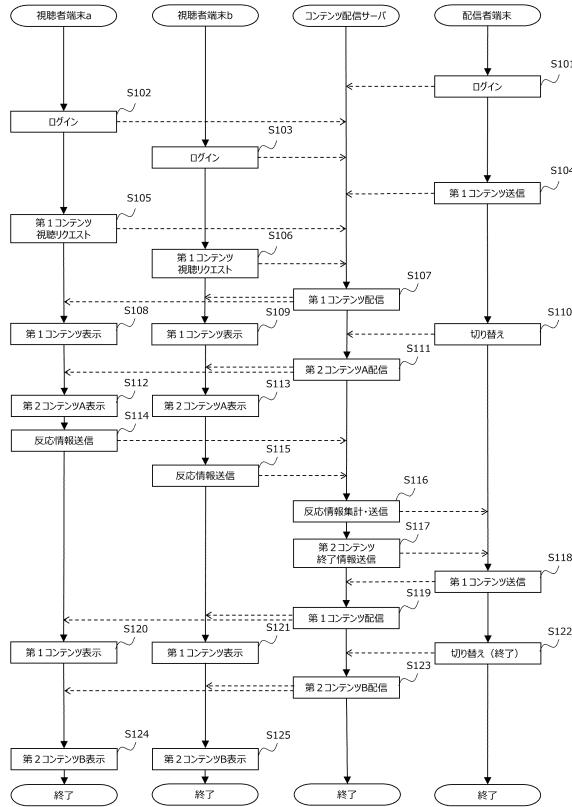 視聴者端末a
視聴者端末b
コンテンツ配信サーバ
配信者端末
S101
ログイン
S102
ログイン
S103
ログイン
S104
第1コンテンツ送信
S105
第1コンテンツ
視聴リクエスト
S106
第1コンテンツ
視聴リクエスト
S107
第1コンテンツ配信
S108
第1コンテンツ表示
S109
第1コンテンツ表示
S110
切り替え
S111
第2コンテンツA配信
S112
第2コンテンツA表示
S113
第2コンテンツA表示
S114
反応情報送信
S115
反応情報送信
S116
反応情報集計・送信
S117
第2コンテンツ
終了情報送信
S118
第1コンテンツ送信
S119
第1コンテンツ配信
S120
第1コンテンツ表示
S121
第1コンテンツ表示
S122
切り替え（終了）
S123
第2コンテンツB配信
S124
第2コンテンツB表示
S125
第2コンテンツB表示
終了
終了
終了
終了